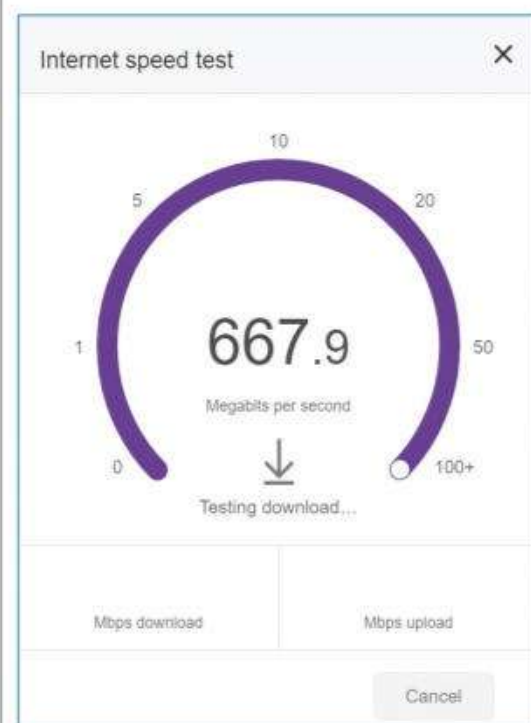 Internet speed test ✕
10
5
20
1
667.9
50
Megabits per second
0
100+
Testing download...
Mbps download
Mbps upload
Cancel